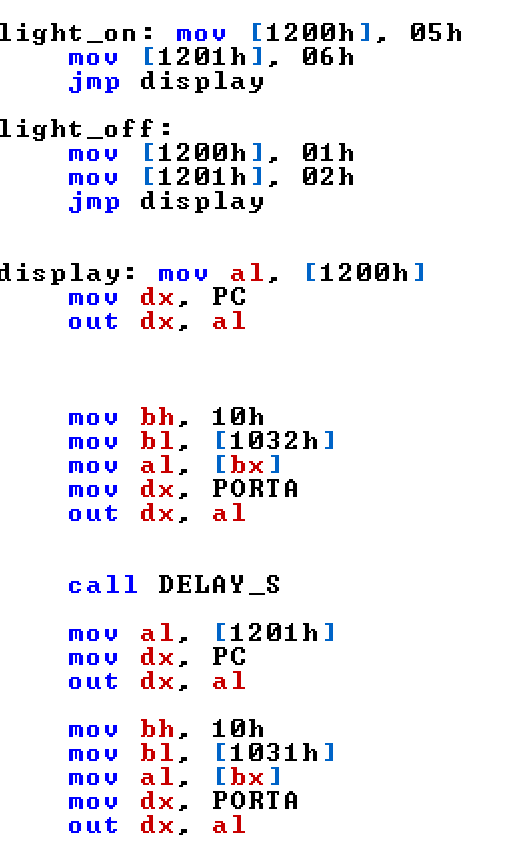 light_on: mov [1200h], 05h
mov [1201h], 06h
jmp display
light_off:
mov [1200h], 01h
mov [1201h], 02h
jmp display
display: mov al, [1200h]
mov dx, PC
out dx, al
mov bh, 10h
mov bl, [1032h]
mov al, [bx]
mov dx, PORTA
out dx, al
call DELAY_S
mov al, [1201h]
mov dx, PC
out dx, al
mov bh, 10h
mov bl, [1031h]
mov al, [bx]
mov dx, PORTA
out dx, al